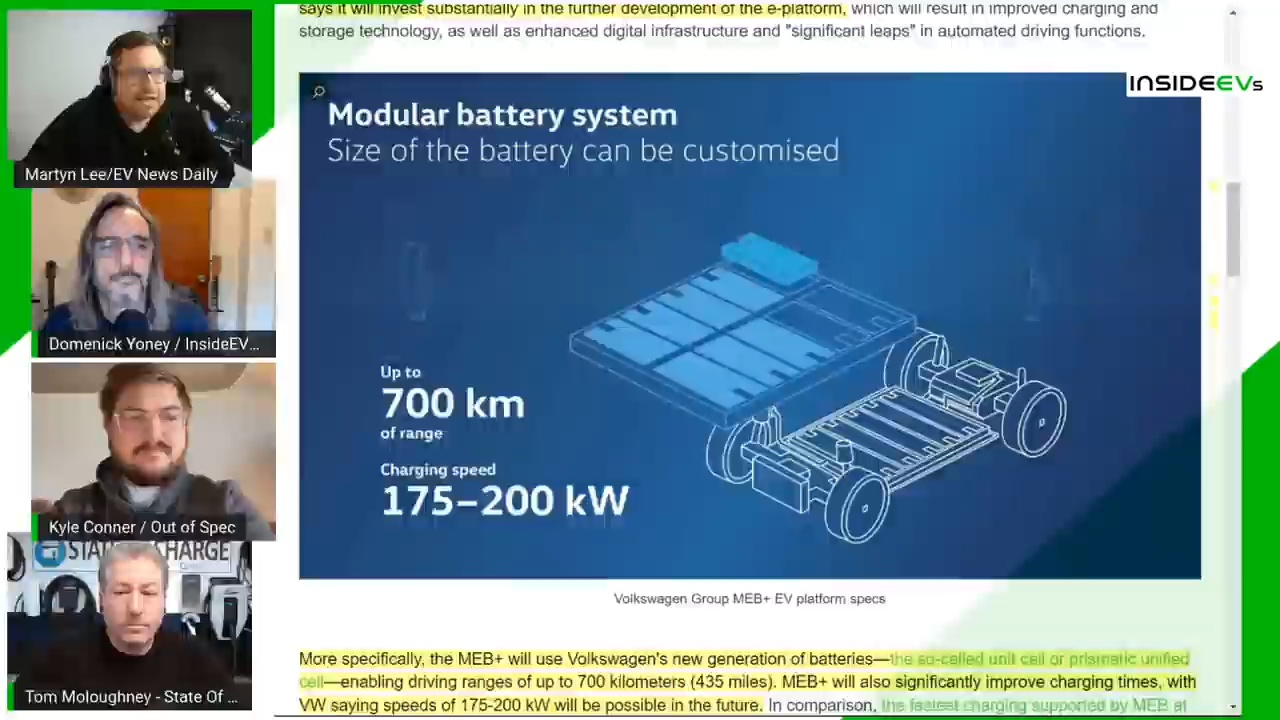 says it will invest substantially in the further development of the e-platform, which will result in improved charging and
storage technology, as well as enhanced digital infrastructure and "significant leaps" in automated driving functions.
INSIDEEVs
Modular battery system
Size of the battery can be customised
Up to
700 km
of range
Charging speed
175–200 kW
Volkswagen Group MEB+ EV platform specs
More specifically, the MEB+ will use Volkswagen's new generation of batteries—the so-called unit cell or prismatic unified
cell—enabling driving ranges of up to 700 kilometers (435 miles). MEB+ will also significantly improve charging times, with
VW saying speeds of 175-200 kW will be possible in the future. In comparison, the fastest charging supported by MEB at
Martyn Lee/EV News Daily
Domenick Yoney / InsideEV...
Kyle Conner / Out of Spec
Tom Moloughney - State Of ...